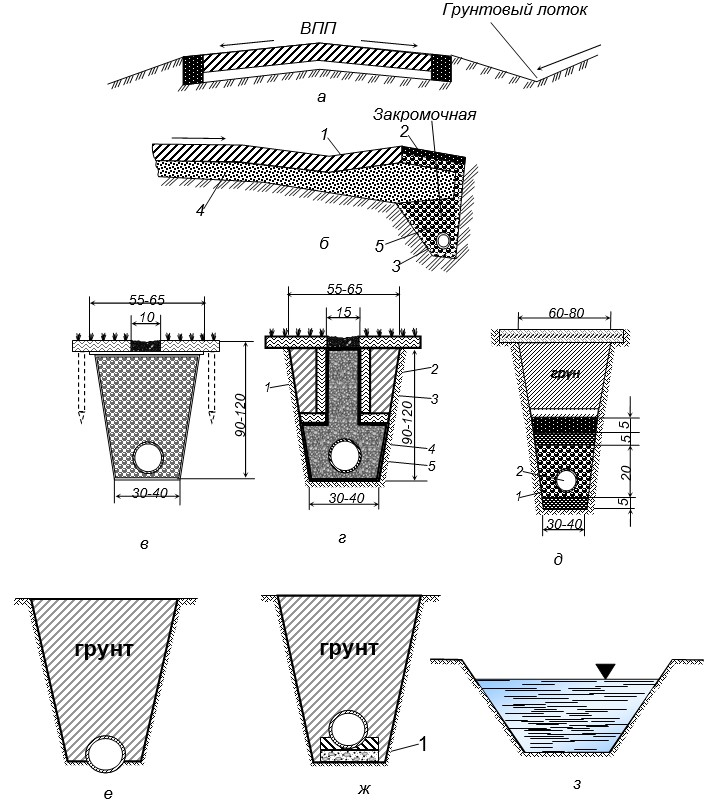 Грунтовый лоток
ВПП
а
Закромочная
1
2
4
5
3
б
55-65
10
90-120
30-40
в
55-65
15
1
2
3
90-120
4
5
30-40
г
60-80
грун
5
5
2
20
1
5
30-40
д
грунт
е
грунт
1
ж
з